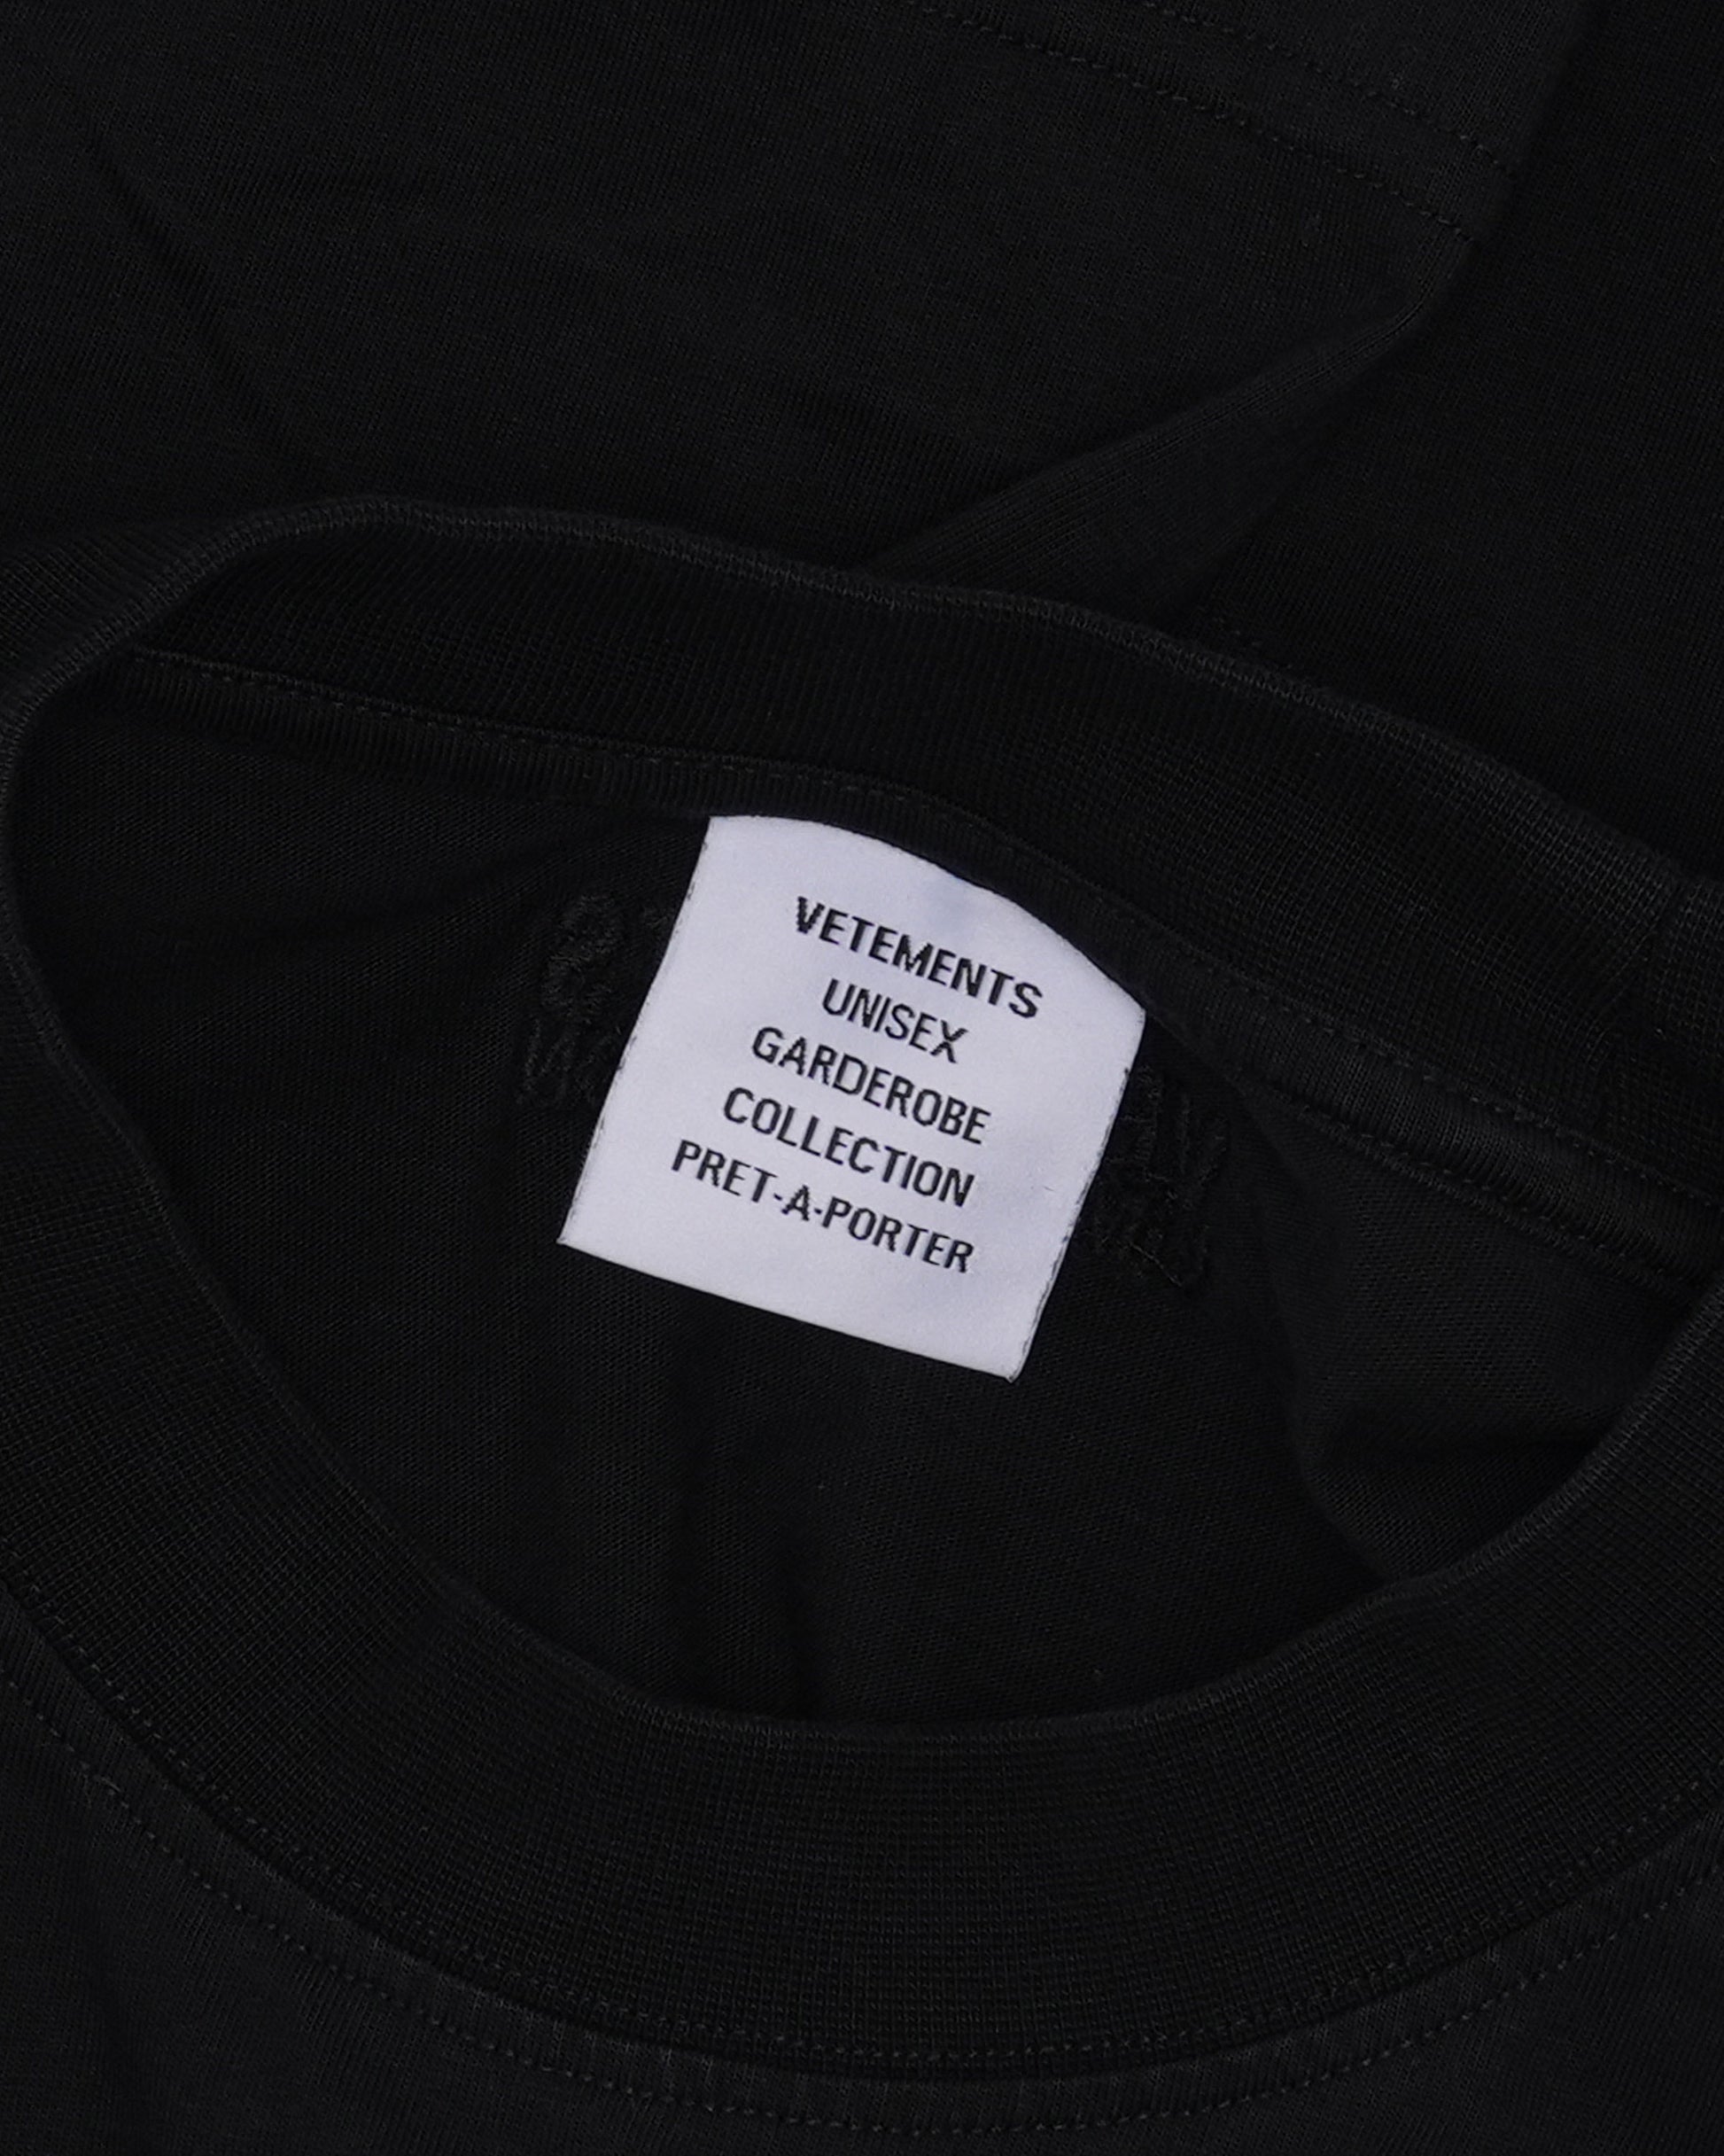 VETEMENTS
UNISEX
GARDEROBE
COLLECTION
PRET-A-PORTER